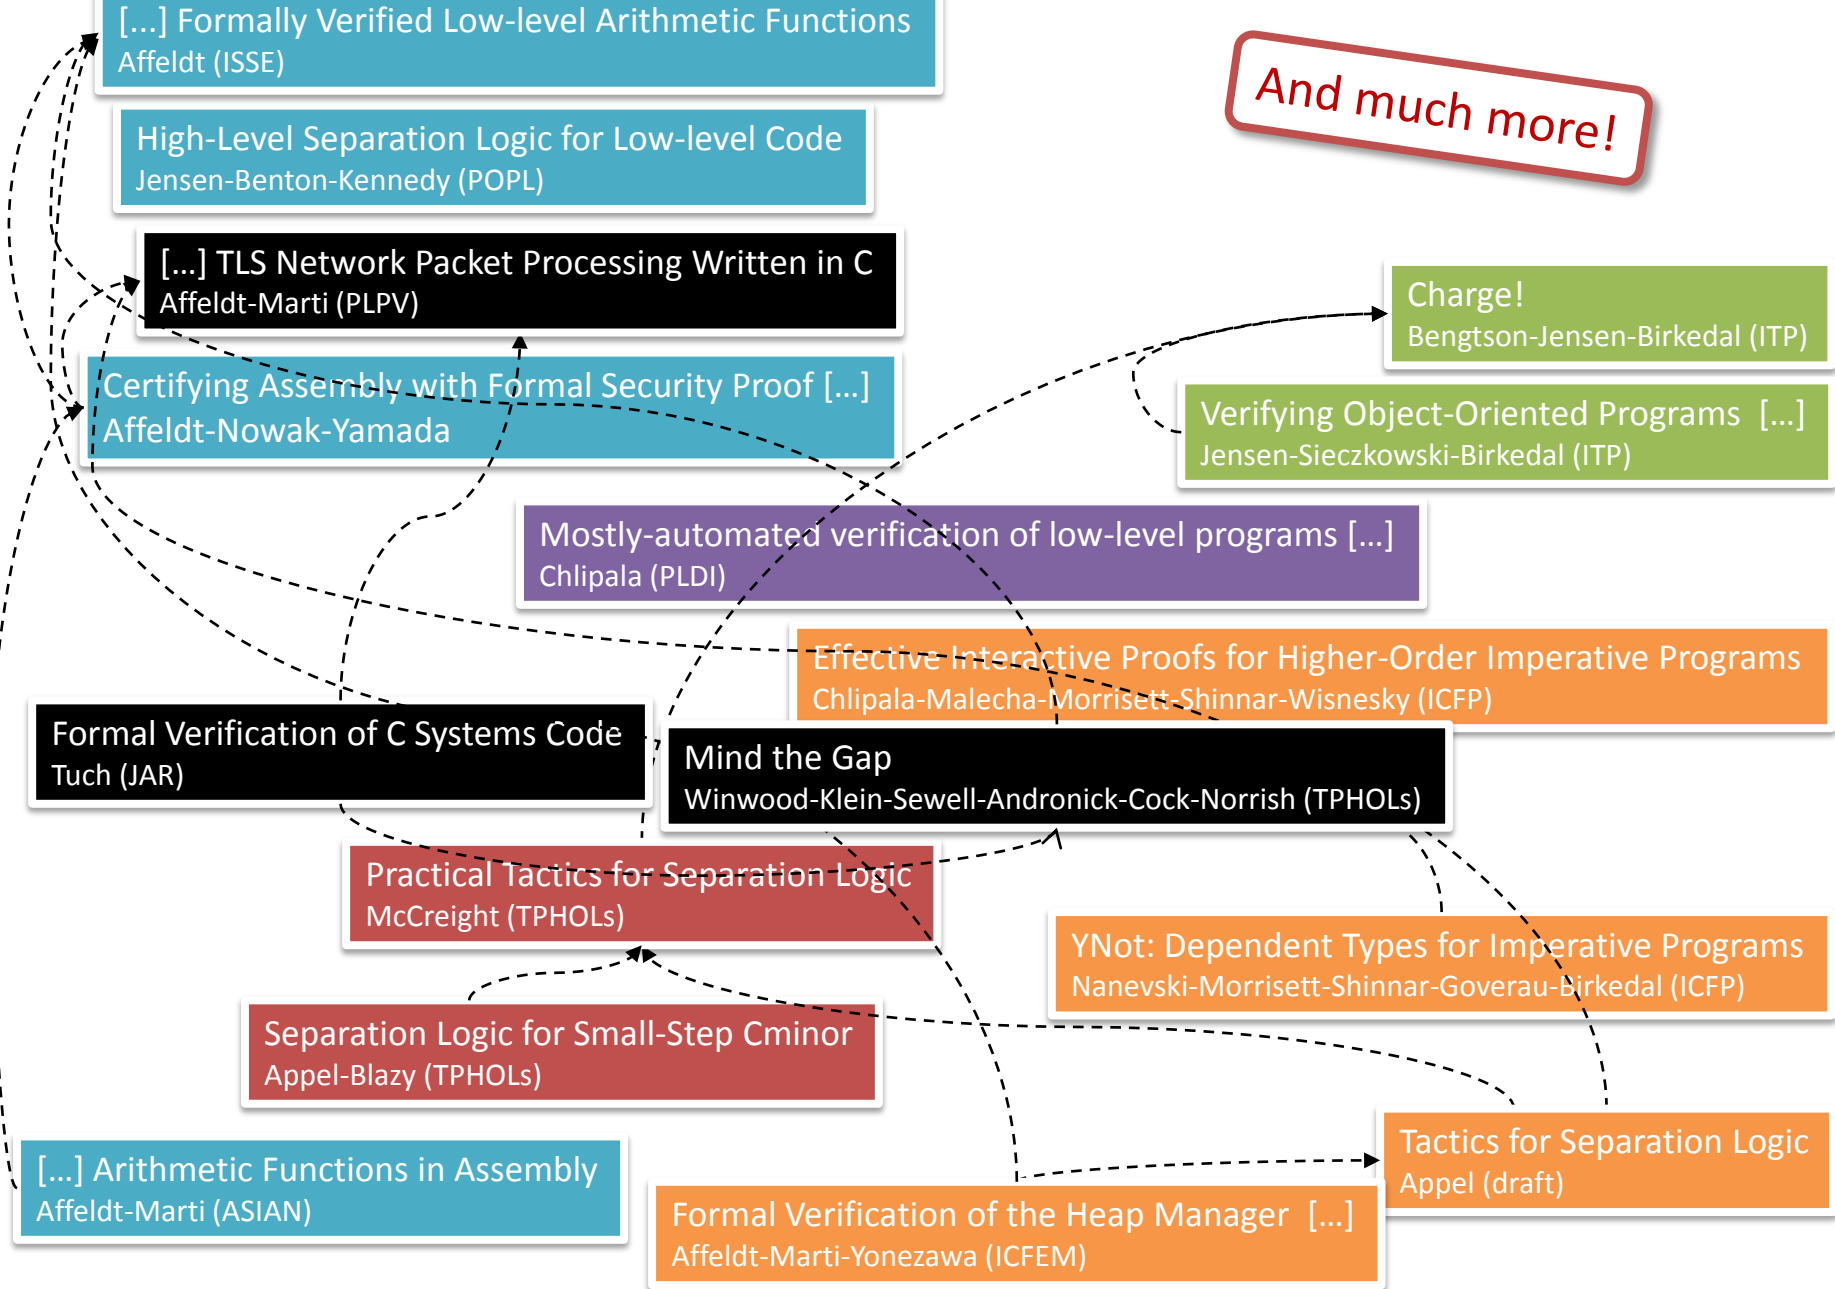 […] Formally Verified Low-level Arithmetic Functions
Affeldt (ISSE)
And much more!
High-Level Separation Logic for Low-level Code
Jensen-Benton-Kennedy (POPL)
[…] TLS Network Packet Processing Written in C
Affeldt-Marti (PLPV)
Charge!
Bengtson-Jensen-Birkedal (ITP)
Certifying Assembly with Formal Security Proof […]
Affeldt-Nowak-Yamada
Verifying Object-Oriented Programs […]
Jensen-Sieczkowski-Birkedal (ITP)
Mostly-automated verification of low-level programs […]
Chlipala (PLDI)
Effective Interactive Proofs for Higher-Order Imperative Programs
Chlipala-Malecha-Morrisett-Shinnar-Wisnesky (ICFP)
Formal Verification of C Systems Code
Tuch (JAR)
Mind the Gap
Winwood-Klein-Sewell-Andronick-Cock-Norrish (TPHOLs)
Practical Tactics for Separation Logic
McCreight (TPHOLs)
YNot: Dependent Types for Imperative Programs
Nanevski-Morrisett-Shinnar-Goverau-Birkedal (ICFP)
Separation Logic for Small-Step Cminor
Appel-Blazy (TPHOLs)
Tactics for Separation Logic
Appel (draft)
[…] Arithmetic Functions in Assembly
Affeldt-Marti (ASIAN)
Formal Verification of the Heap Manager […]
Affeldt-Marti-Yonezawa (ICFEM)